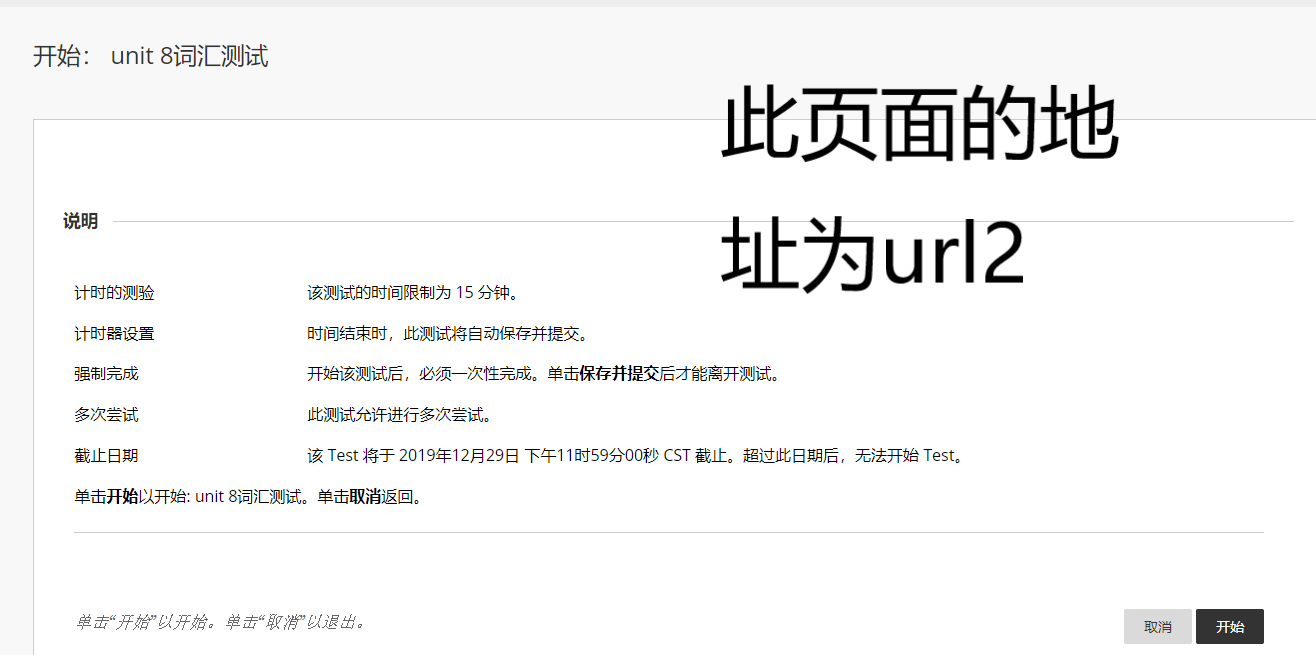 开始： unit 8词汇测试
此页面的地
址为url2
说明
计时的测验 该测试的时间限制为 15 分钟。
计时器设置 时间结束时，此测试将自动保存并提交。
强制完成 开始该测试后，必须一次性完成。单击保存并提交后才能离开测试。
多次尝试 此测试允许进行多次尝试。
截止日期 该 Test 将于 2019年12月29日 下午11时59分00秒 CST 截止。超过此日期后，无法开始 Test。
单击开始以开始: unit 8词汇测试。单击取消返回。
单击“开始”以开始。单击“取消”以退出。
取消 开始